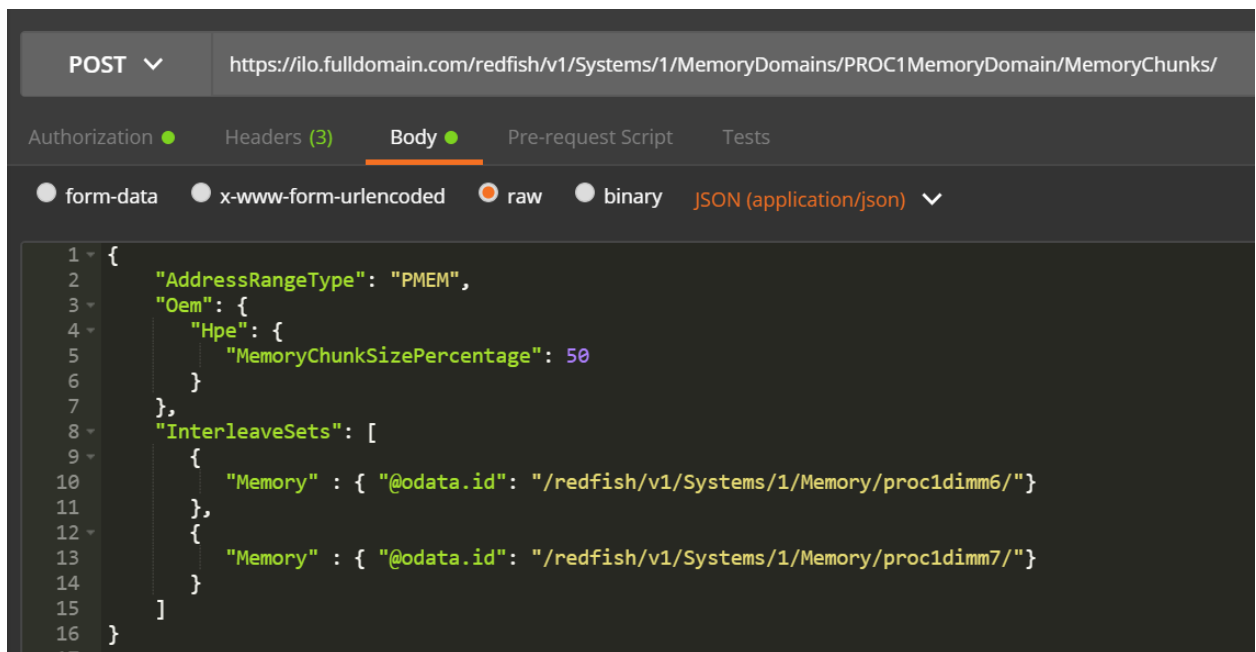 POST https://ilo.fulldomain.com/redfish/v1/Systems/1/MemoryDomains/PROC1MemoryDomain/MemoryChunks/
Authorization Headers (3) Body Pre-request Script Tests
form-data x-www-form-urlencoded raw binary JSON (application/json)
1 {
2 "AddressRangeType": "PMEM",
3 "Oem": {
4 "Hpe": {
5 "MemoryChunkSizePercentage": 50
6 }
7 },
8 "InterleaveSets": [
9 {
10 "Memory" : { "@odata.id": "/redfish/v1/Systems/1/Memory/proc1dimm6/"}
11 },
12 {
13 "Memory" : { "@odata.id": "/redfish/v1/Systems/1/Memory/proc1dimm7/"}
14 }
15 ]
16 }